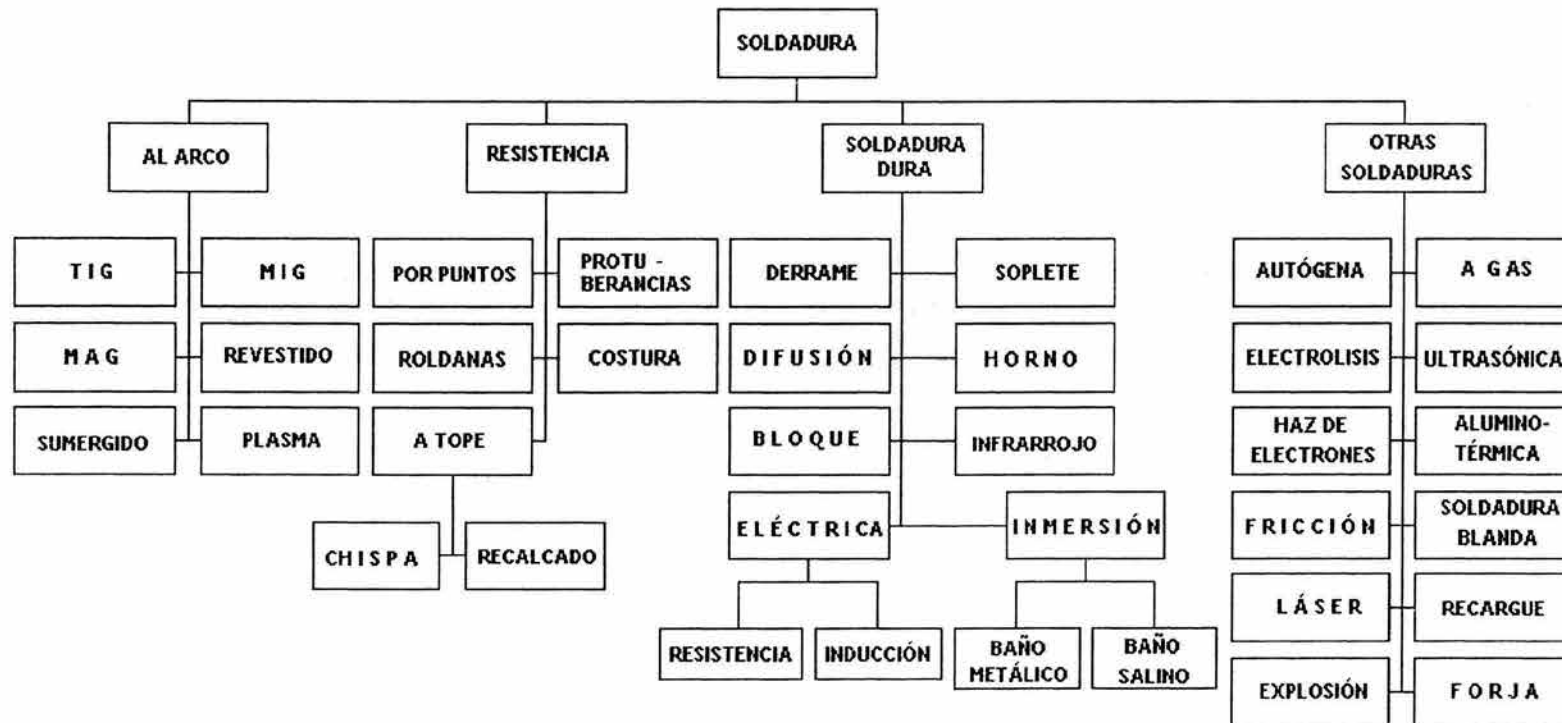 SOLDADURA
AL ARCO
RESISTENCIA
SOLDADURA
DURA
OTRAS
SOLDADURAS
TIG
MIG
POR PUNTOS
PROTU -
BERANCIAS
DERRAME
SOPLETE
AUTÓGENA
A GAS
MAG
REVESTIDO
ROLDANAS
COSTURA
DIFUSIÓN
HORNO
ELECTROLISIS
ULTRASÓNICA
SUMERGIDO
PLASMA
A TOPE
BLOQUE
INFRARROJO
HAZ DE
ELECTRONES
ALUMINO-
TÉRMICA
CHISPA
RECALCADO
ELÉCTRICA
INMERSIÓN
FRICCIÓN
SOLDADURA
BLANDA
RESISTENCIA
INDUCCIÓN
BAÑO
METÁLICO
BAÑO
SALINO
LÁSER
RECARGUE
EXPLOSIÓN
FORJA